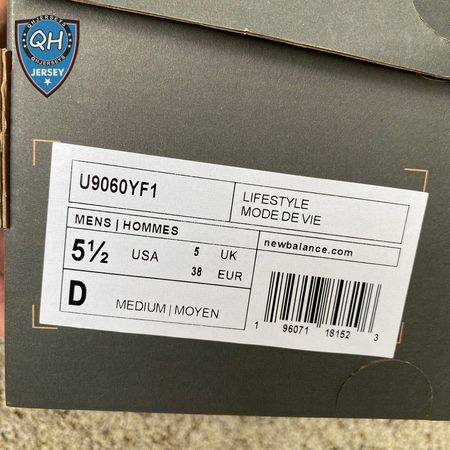 QHJERSEYS
QH
QHJERSEYS
JERSEY
U9060YF1
LIFESTYLE
MODE DE VIE
MENS | HOMMES
5½ USA 5 UK
38 EUR
D MEDIUM | MOYEN
newbalance.com
1 96071 18152 3